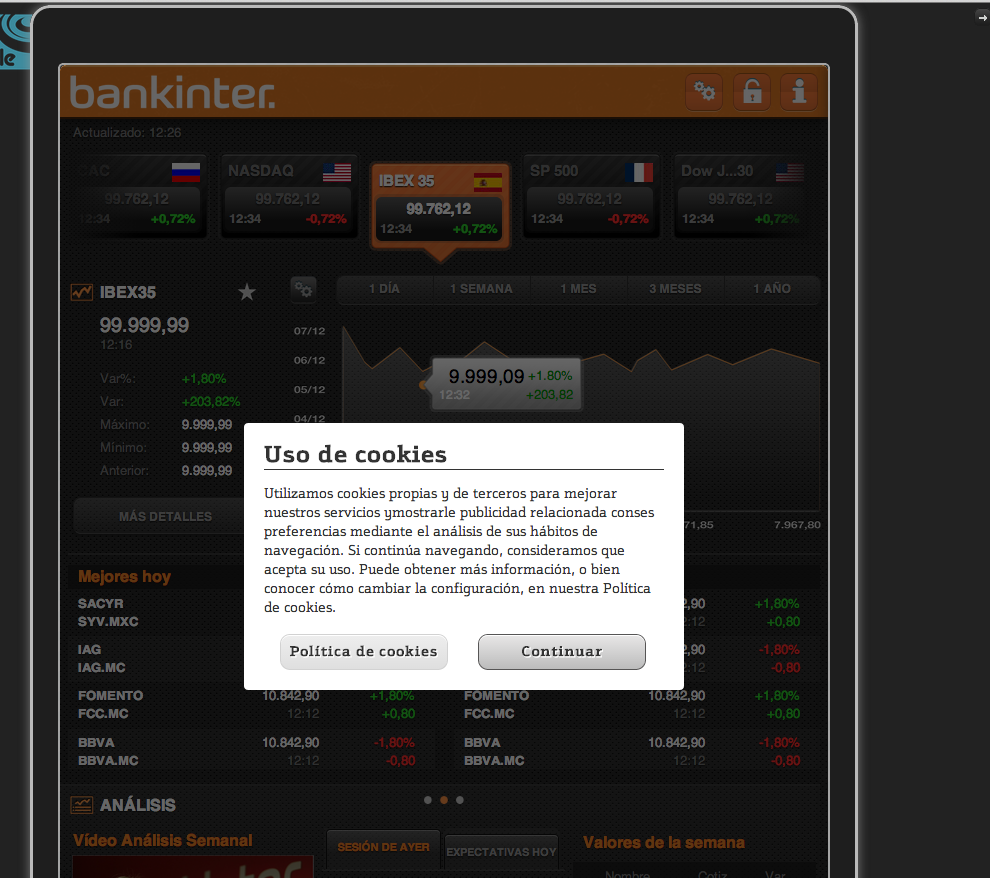 le
bankinter.
Actualizado: 12:26
CAC
99.762,12
12:34 +0,72%
NASDAQ
99.762,12
12:34 -0,72%
IBEX 35
99.762,12
12:34 +0,72%
SP 500
99.762,12
12:34 -0,72%
Dow J...30
99.762,12
12:34 +0,72%
IBEX35
99.999,99
12:16
Var%: +1,80%
Var: +203,82%
Máximo: 9.999,99
Mínimo: 9.999,99
Anterior: 9.999,99
MÁS DETALLES
1 DÍA 1 SEMANA 1 MES 3 MESES 1 AÑO
07/12
06/12
05/12
04/12
9.999,09 +1.80%
12:32 +203,82
71,85 7.967,80
Uso de cookies
Utilizamos cookies propias y de terceros para mejorar
nuestros servicios ymostrarle publicidad relacionada conses
preferencias mediante el análisis de sus hábitos de
navegación. Si continúa navegando, consideramos que
acepta su uso. Puede obtener más información, o bien
conocer cómo cambiar la configuración, en nuestra Política
de cookies.
Política de cookies Continuar
Mejores hoy
SACYR 2,90 +1,80%
SYV.MXC 2:12 +0,80
IAG 2,90 -1,80%
IAG.MC 2:12 -0,80
FOMENTO 10.842,90 +1,80% FOMENTO 10.842,90 +1,80%
FCC.MC 12:12 +0,80 FCC.MC 12:12 +0,80
BBVA 10.842,90 -1,80% BBVA 10.842,90 -1,80%
BBVA.MC 12:12 -0,80 BBVA.MC 12:12 -0,80
ANÁLISIS
Vídeo Análisis Semanal
SESIÓN DE AYER
EXPECTATIVAS HOY
Valores de la semana
Nombre Cotiz. Var.